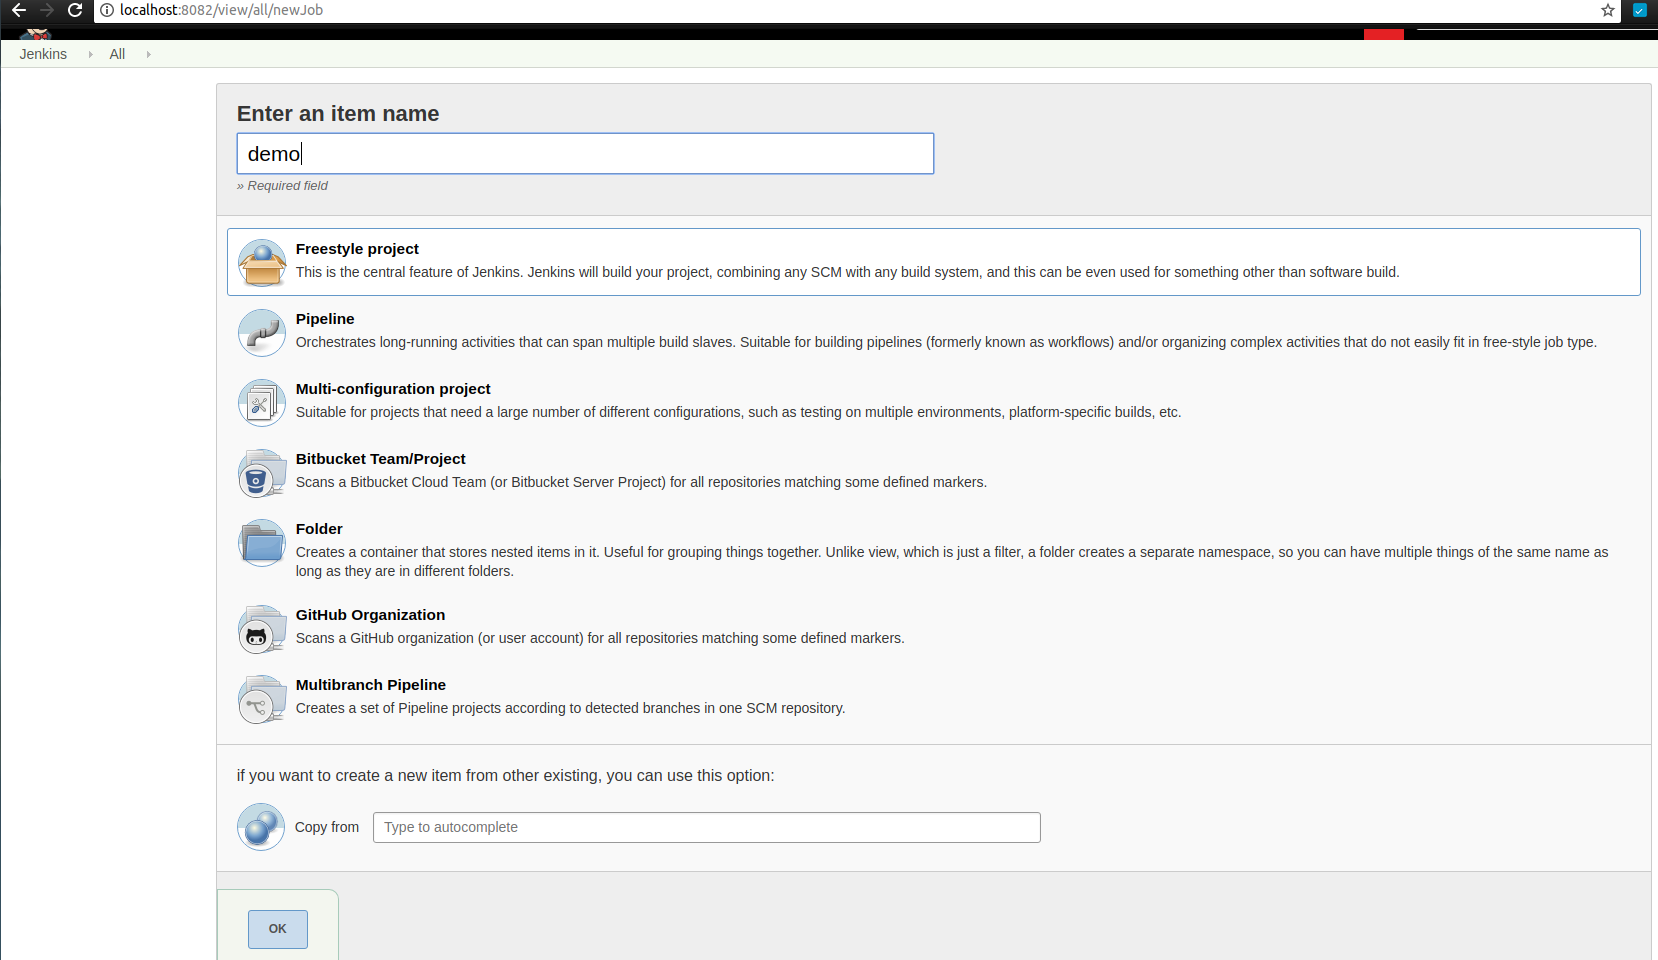 localhost:8082/view/all/newJob
Jenkins All
Enter an item name
demo
» Required field
Freestyle project
This is the central feature of Jenkins. Jenkins will build your project, combining any SCM with any build system, and this can be even used for something other than software build.
Pipeline
Orchestrates long-running activities that can span multiple build slaves. Suitable for building pipelines (formerly known as workflows) and/or organizing complex activities that do not easily fit in free-style job type.
Multi-configuration project
Suitable for projects that need a large number of different configurations, such as testing on multiple environments, platform-specific builds, etc.
Bitbucket Team/Project
Scans a Bitbucket Cloud Team (or Bitbucket Server Project) for all repositories matching some defined markers.
Folder
Creates a container that stores nested items in it. Useful for grouping things together. Unlike view, which is just a filter, a folder creates a separate namespace, so you can have multiple things of the same name as
long as they are in different folders.
GitHub Organization
Scans a GitHub organization (or user account) for all repositories matching some defined markers.
Multibranch Pipeline
Creates a set of Pipeline projects according to detected branches in one SCM repository.
if you want to create a new item from other existing, you can use this option:
Copy from Type to autocomplete
OK